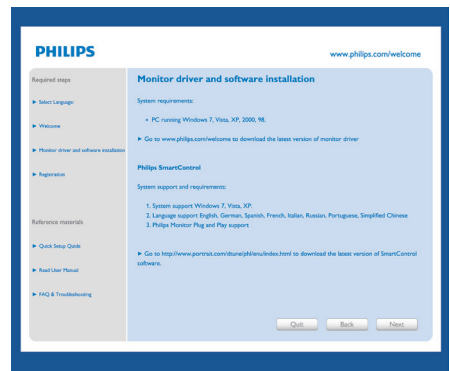 PHILIPS
www.philips.com/welcome
Required steps
Select Language
Welcome
Monitor driver and software installation
Registration
Reference materials
Quick Setup Guide
Read User Manual
FAQ & Troubleshooting
Monitor driver and software installation
System requirements:
• PC running Windows 7, Vista, XP, 2000, 98,
Go to www.philips.com/welcome to download the latest version of monitor driver
Philips SmartControl
System support and requirements:
1. System support Windows 7, Vista, XP.
2. Language support English, German, Spanish, French, Italian, Russian, Portuguese, Simplified Chinese
3. Philips Monitor Plug and Play support
Go to http://www.portrait.com/dtune/phl/enu/index.html to download the latest version of SmartControl
software.
Quit
Back
Next